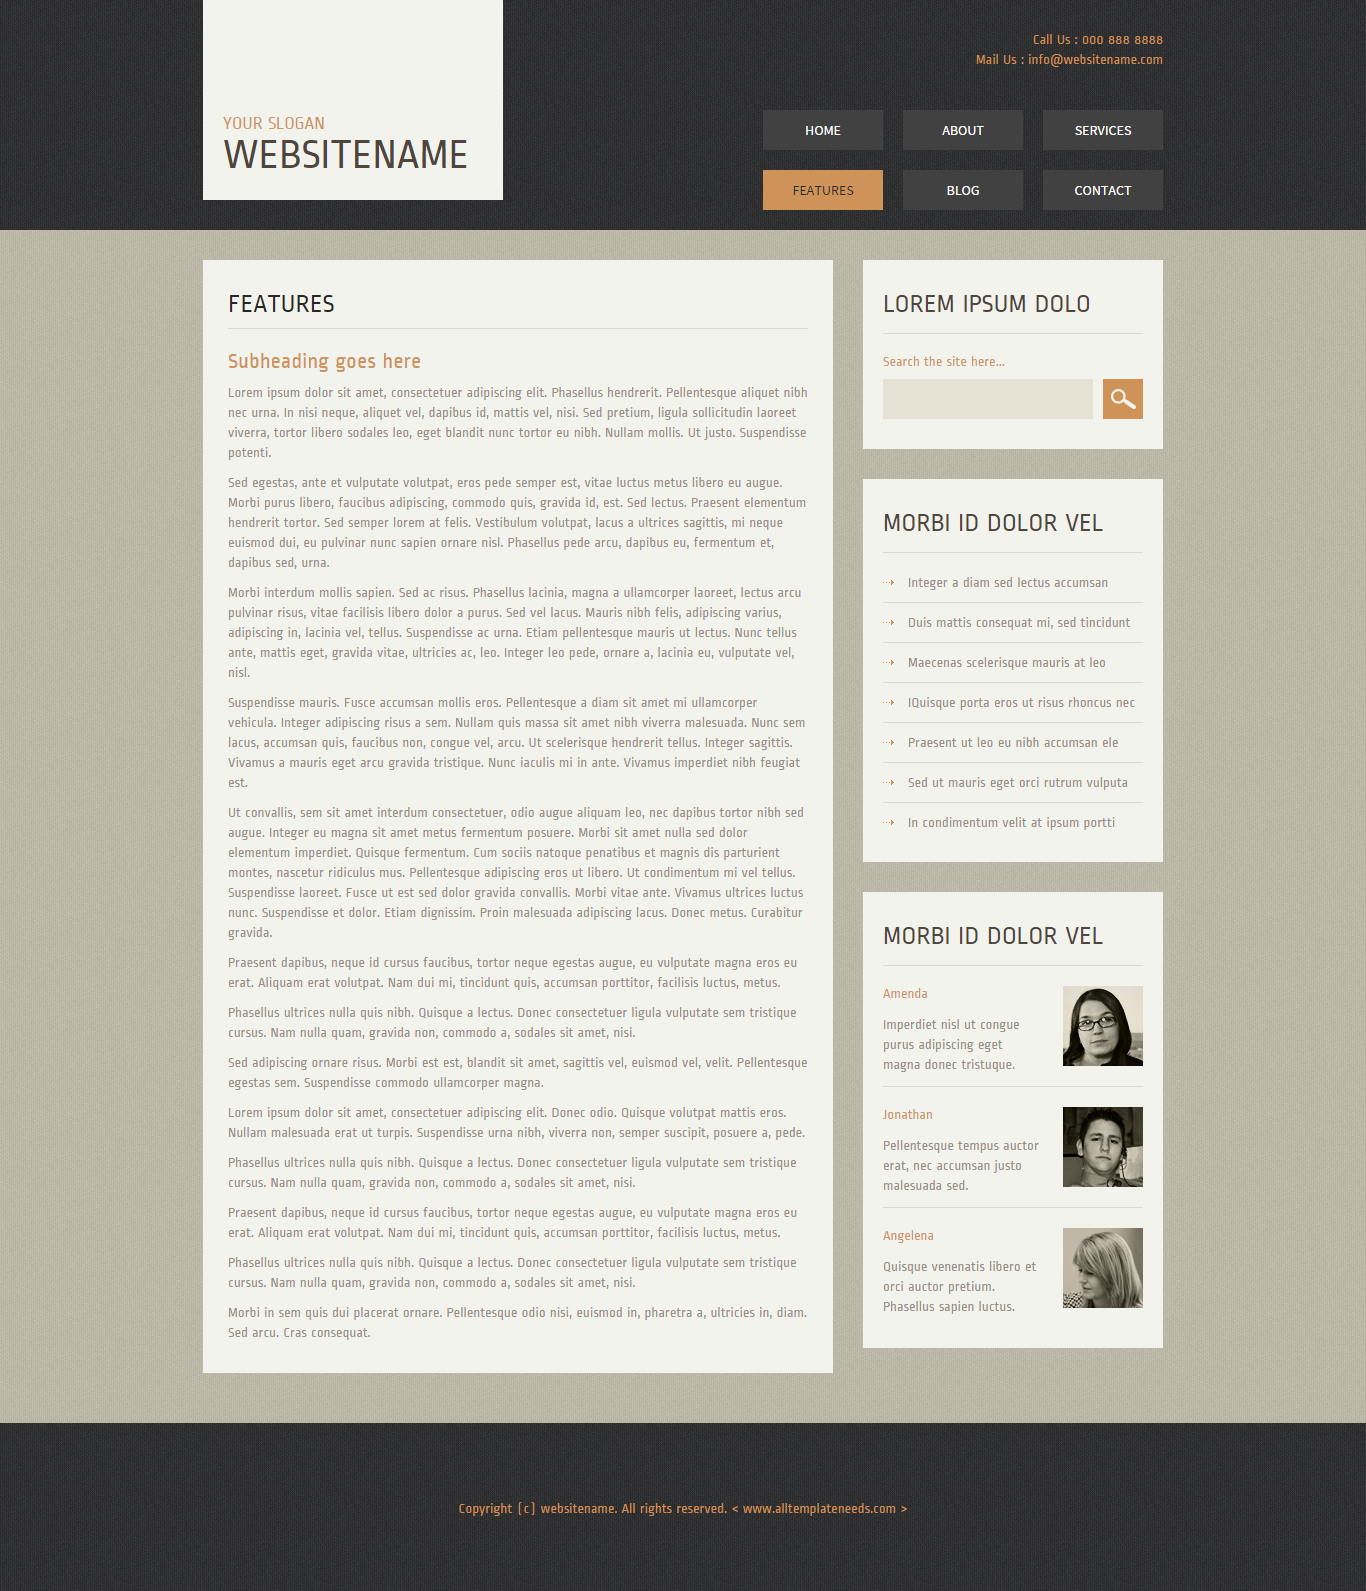 Call Us : 000 888 8888
Mail Us : info@websitename.com
YOUR SLOGAN
WEBSITENAME
HOME
ABOUT
SERVICES
FEATURES
BLOG
CONTACT
FEATURES
Subheading goes here
Lorem ipsum dolor sit amet, consectetuer adipiscing elit. Phasellus hendrerit. Pellentesque aliquet nibh
nec urna. In nisi neque, aliquet vel, dapibus id, mattis vel, nisi. Sed pretium, ligula sollicitudin laoreet
viverra, tortor libero sodales leo, eget blandit nunc tortor eu nibh. Nullam mollis. Ut justo. Suspendisse
potenti.
Sed egestas, ante et vulputate volutpat, eros pede semper est, vitae luctus metus libero eu augue.
Morbi purus libero, faucibus adipiscing, commodo quis, gravida id, est. Sed lectus. Praesent elementum
hendrerit tortor. Sed semper lorem at felis. Vestibulum volutpat, lacus a ultrices sagittis, mi neque
euismod dui, eu pulvinar nunc sapien ornare nisl. Phasellus pede arcu, dapibus eu, fermentum et,
dapibus sed, urna.
Morbi interdum mollis sapien. Sed ac risus. Phasellus lacinia, magna a ullamcorper laoreet, lectus arcu
pulvinar risus, vitae facilisis libero dolor a purus. Sed vel lacus. Mauris nibh felis, adipiscing varius,
adipiscing in, lacinia vel, tellus. Suspendisse ac urna. Etiam pellentesque mauris ut lectus. Nunc tellus
ante, mattis eget, gravida vitae, ultricies ac, leo. Integer leo pede, ornare a, lacinia eu, vulputate vel,
nisl.
Suspendisse mauris. Fusce accumsan mollis eros. Pellentesque a diam sit amet mi ullamcorper
vehicula. Integer adipiscing risus a sem. Nullam quis massa sit amet nibh viverra malesuada. Nunc sem
lacus, accumsan quis, faucibus non, congue vel, arcu. Ut scelerisque hendrerit tellus. Integer sagittis.
Vivamus a mauris eget arcu gravida tristique. Nunc iaculis mi in ante. Vivamus imperdiet nibh feugiat
est.
Ut convallis, sem sit amet interdum consectetuer, odio augue aliquam leo, nec dapibus tortor nibh sed
augue. Integer eu magna sit amet metus fermentum posuere. Morbi sit amet nulla sed dolor
elementum imperdiet. Quisque fermentum. Cum sociis natoque penatibus et magnis dis parturient
montes, nascetur ridiculus mus. Pellentesque adipiscing eros ut libero. Ut condimentum mi vel tellus.
Suspendisse laoreet. Fusce ut est sed dolor gravida convallis. Morbi vitae ante. Vivamus ultrices luctus
nunc. Suspendisse et dolor. Etiam dignissim. Proin malesuada adipiscing lacus. Donec metus. Curabitur
gravida.
Praesent dapibus, neque id cursus faucibus, tortor neque egestas augue, eu vulputate magna eros eu
erat. Aliquam erat volutpat. Nam dui mi, tincidunt quis, accumsan porttitor, facilisis luctus, metus.
Phasellus ultrices nulla quis nibh. Quisque a lectus. Donec consectetuer ligula vulputate sem tristique
cursus. Nam nulla quam, gravida non, commodo a, sodales sit amet, nisi.
Sed adipiscing ornare risus. Morbi est est, blandit sit amet, sagittis vel, euismod vel, velit. Pellentesque
egestas sem. Suspendisse commodo ullamcorper magna.
Lorem ipsum dolor sit amet, consectetuer adipiscing elit. Donec odio. Quisque volutpat mattis eros.
Nullam malesuada erat ut turpis. Suspendisse urna nibh, viverra non, semper suscipit, posuere a, pede.
Phasellus ultrices nulla quis nibh. Quisque a lectus. Donec consectetuer ligula vulputate sem tristique
cursus. Nam nulla quam, gravida non, commodo a, sodales sit amet, nisi.
Praesent dapibus, neque id cursus faucibus, tortor neque egestas augue, eu vulputate magna eros eu
erat. Aliquam erat volutpat. Nam dui mi, tincidunt quis, accumsan porttitor, facilisis luctus, metus.
Phasellus ultrices nulla quis nibh. Quisque a lectus. Donec consectetuer ligula vulputate sem tristique
cursus. Nam nulla quam, gravida non, commodo a, sodales sit amet, nisi.
Morbi in sem quis dui placerat ornare. Pellentesque odio nisi, euismod in, pharetra a, ultricies in, diam.
Sed arcu. Cras consequat.
LOREM IPSUM DOLO
Search the site here...
MORBI ID DOLOR VEL
Integer a diam sed lectus accumsan
Duis mattis consequat mi, sed tincidunt
Maecenas scelerisque mauris at leo
IQuisque porta eros ut risus rhoncus nec
Praesent ut leo eu nibh accumsan ele
Sed ut mauris eget orci rutrum vulputa
In condimentum velit at ipsum portti
MORBI ID DOLOR VEL
Amenda
Imperdiet nisl ut congue
purus adipiscing eget
magna donec tristuque.
Jonathan
Pellentesque tempus auctor
erat, nec accumsan justo
malesuada sed.
Angelena
Quisque venenatis libero et
orci auctor pretium.
Phasellus sapien luctus.
Copyright (c) websitename. All rights reserved. < www.alltemplateneeds.com >